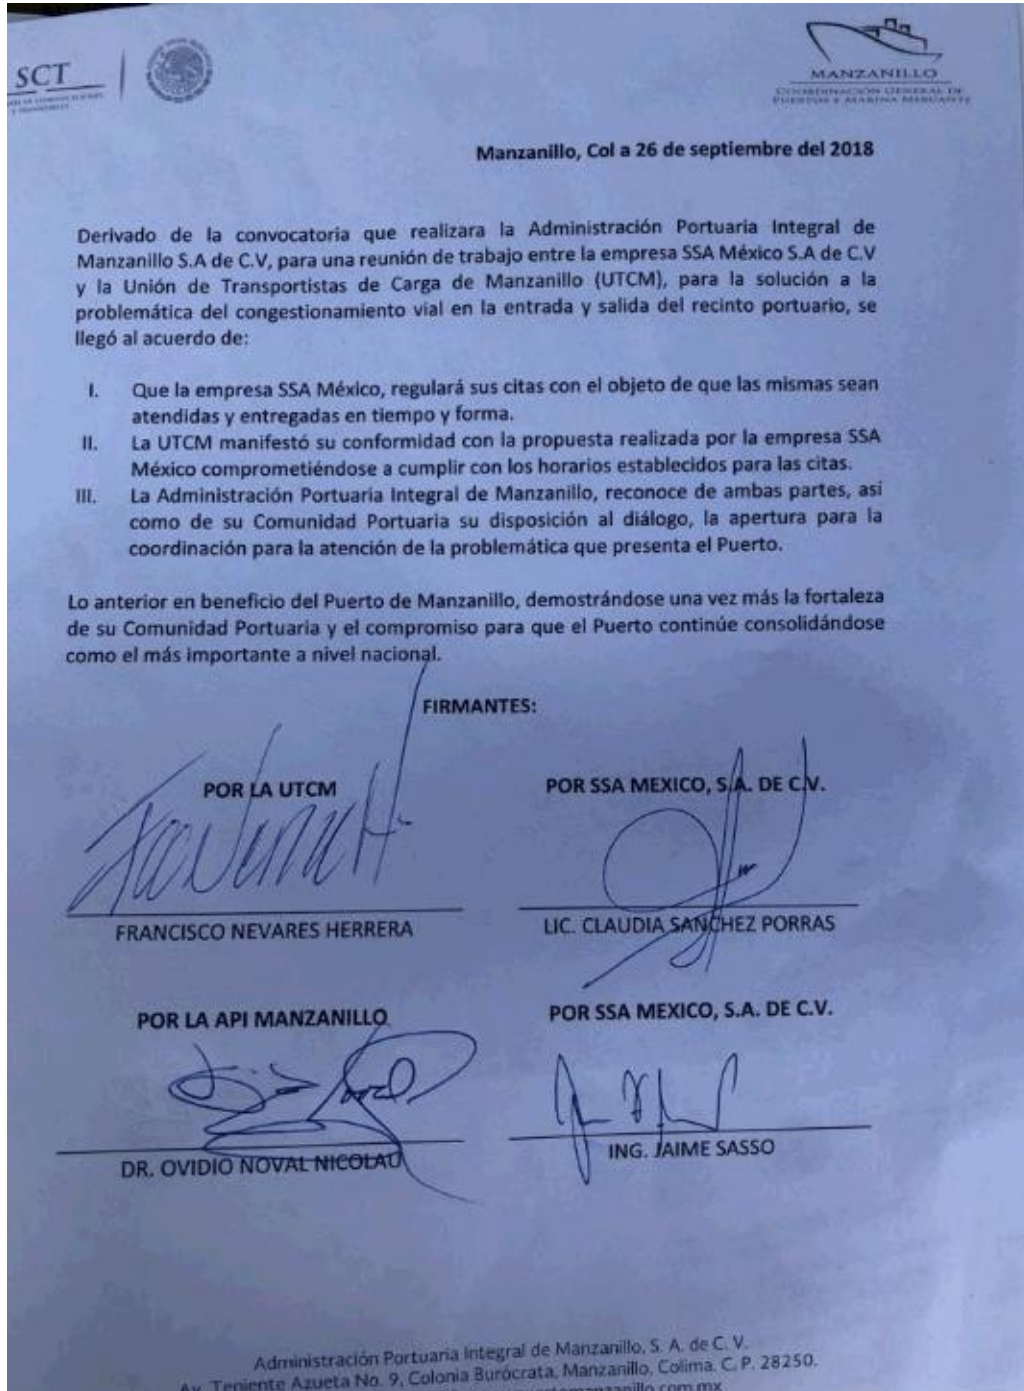 SCT
MANZANILLO
COORDINACIÓN GENERAL DE
PUERTOS Y MARINA MERCANTE
Manzanillo, Col a 26 de septiembre del 2018
Derivado de la convocatoria que realizara la Administración Portuaria Integral de
Manzanillo S.A de C.V, para una reunión de trabajo entre la empresa SSA México S.A de C.V
y la Unión de Transportistas de Carga de Manzanillo (UTCM), para la solución a la
problemática del congestionamiento vial en la entrada y salida del recinto portuario, se
llegó al acuerdo de:
I. Que la empresa SSA México, regulará sus citas con el objeto de que las mismas sean
atendidas y entregadas en tiempo y forma.
II. La UTCM manifestó su conformidad con la propuesta realizada por la empresa SSA
México comprometiéndose a cumplir con los horarios establecidos para las citas.
III. La Administración Portuaria Integral de Manzanillo, reconoce de ambas partes, así
como de su Comunidad Portuaria su disposición al diálogo, la apertura para la
coordinación para la atención de la problemática que presenta el Puerto.
Lo anterior en beneficio del Puerto de Manzanillo, demostrándose una vez más la fortaleza
de su Comunidad Portuaria y el compromiso para que el Puerto continúe consolidándose
como el más importante a nivel nacional.
FIRMANTES:
POR LA UTCM
POR SSA MEXICO, S.A. DE C.V.
FRANCISCO NEVARES HERRERA
LIC. CLAUDIA SANCHEZ PORRAS
POR LA API MANZANILLO
POR SSA MEXICO, S.A. DE C.V.
DR. OVIDIO NOVAL NICOLAU
ING. JAIME SASSO
Administración Portuaria Integral de Manzanillo, S. A. de C. V.
Av. Teniente Azueta No. 9, Colonia Burócrata, Manzanillo, Colima. C. P. 28250.